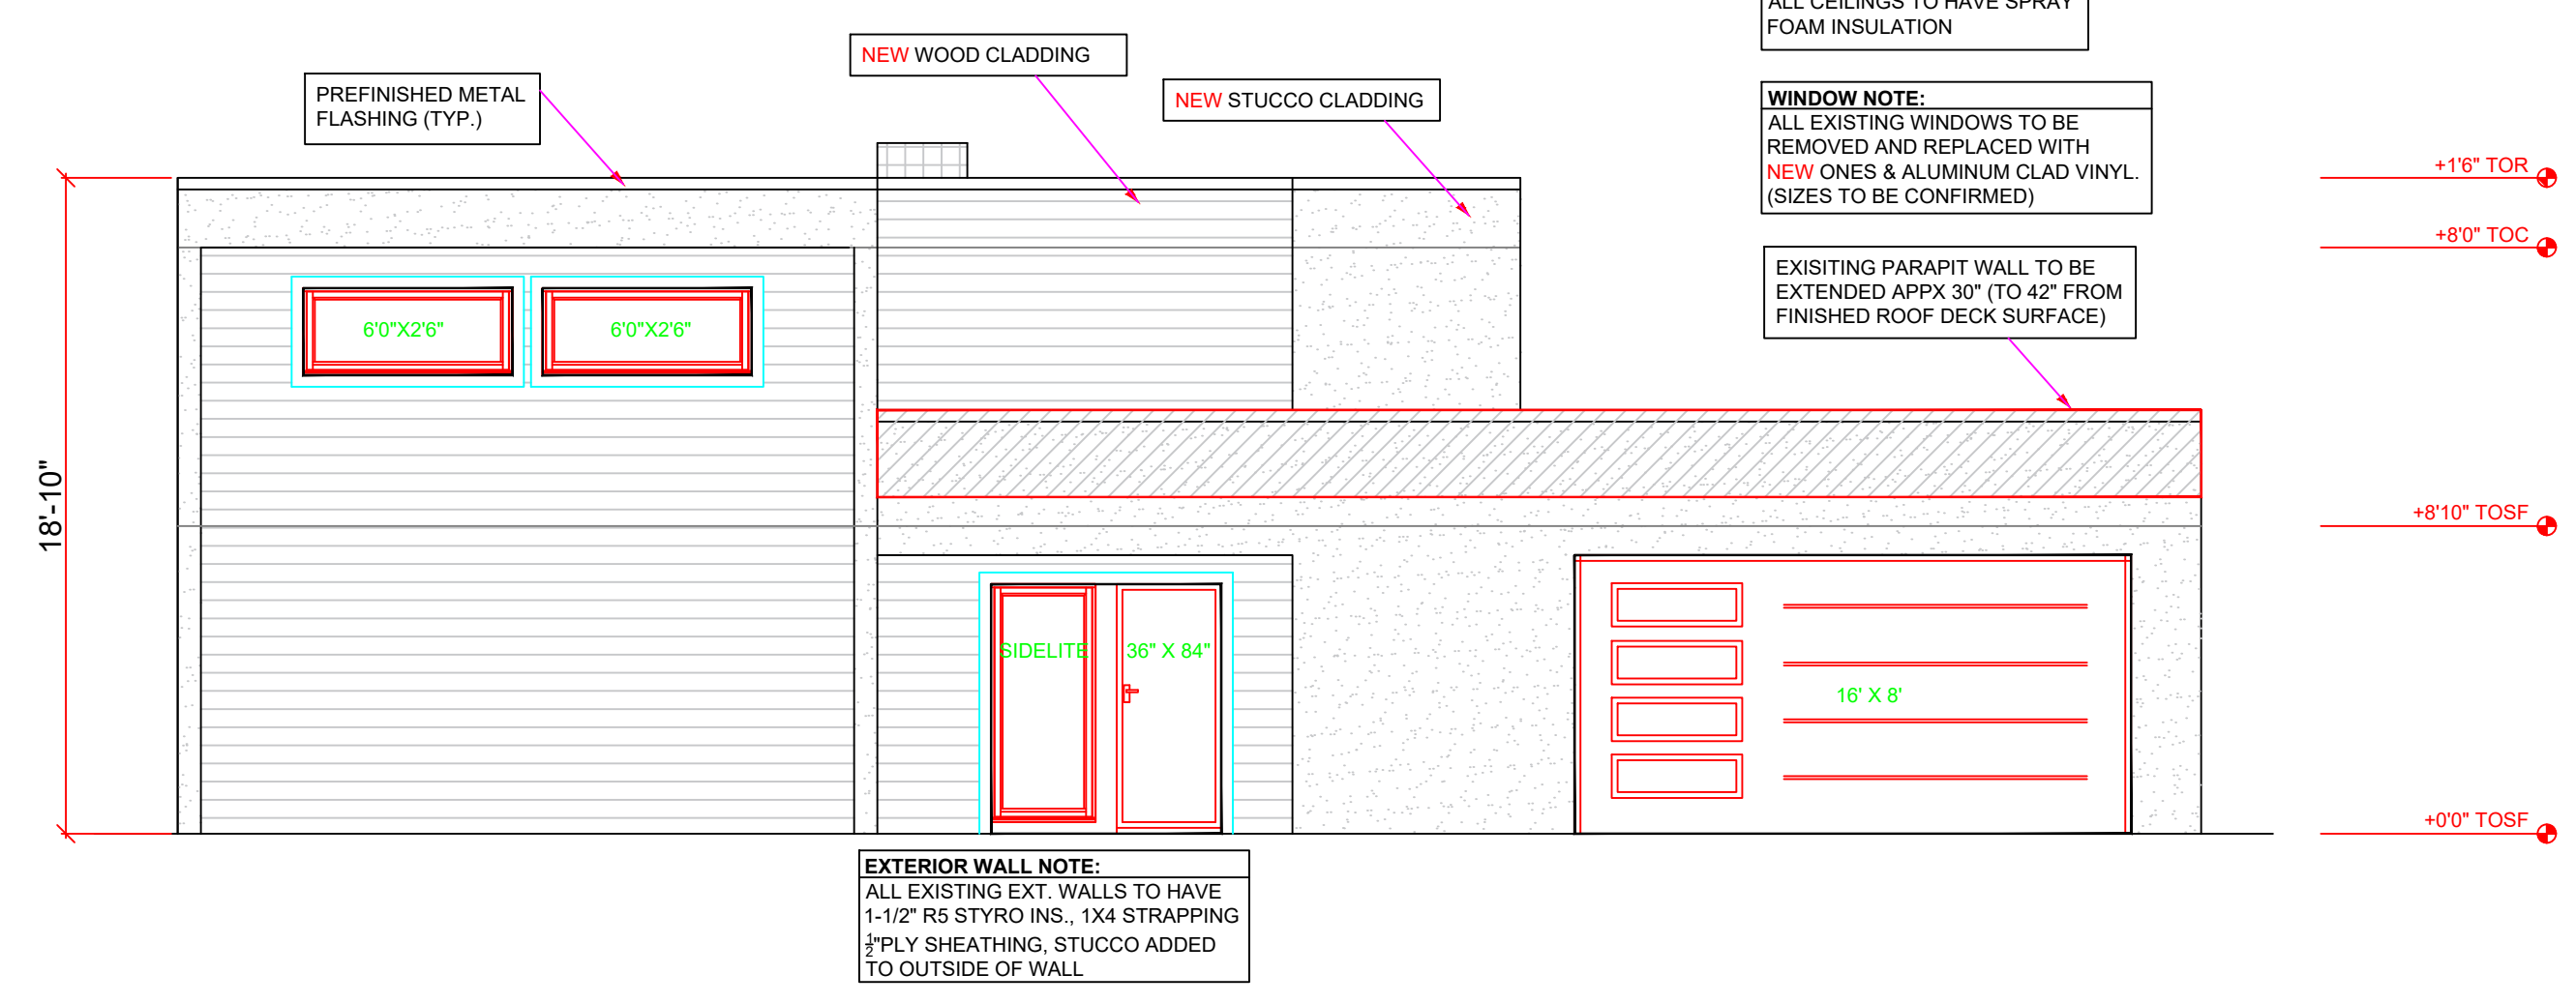 ALL CEILINGS TO HAVE SPRAY
FOAM INSULATION
NEW WOOD CLADDING
PREFINISHED METAL
FLASHING (TYP.)
NEW STUCCO CLADDING
WINDOW NOTE:
ALL EXISTING WINDOWS TO BE
REMOVED AND REPLACED WITH
NEW ONES & ALUMINUM CLAD VINYL.
(SIZES TO BE CONFIRMED)
+1'6" TOR
+8'0" TOC
EXISITING PARAPIT WALL TO BE
EXTENDED APPX 30" (TO 42" FROM
FINISHED ROOF DECK SURFACE)
6'0"X2'6"
6'0"X2'6"
18'-10"
+8'10" TOSF
SIDELITE
36" X 84"
16' X 8'
+0'0" TOSF
EXTERIOR WALL NOTE:
ALL EXISTING EXT. WALLS TO HAVE
1-1/2" R5 STYRO INS., 1X4 STRAPPING
½"PLY SHEATHING, STUCCO ADDED
TO OUTSIDE OF WALL